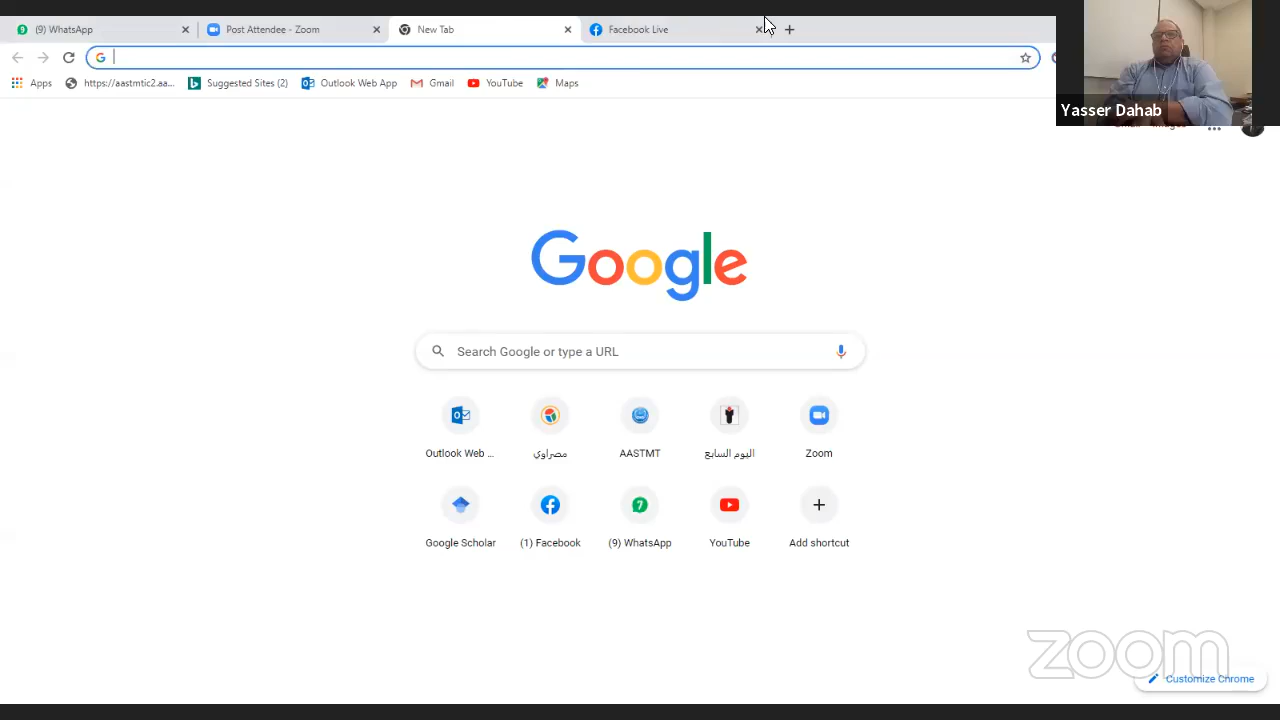 (9) WhatsApp
Post Attendee - Zoom
New Tab
Facebook Live
Apps
https://aastmtic2.aa...
Suggested Sites (2)
Outlook Web App
Gmail
YouTube
Maps
Yasser Dahab
Google
Search Google or type a URL
Outlook Web ...
مصراوي
AASTMT
اليوم السابع
Zoom
Google Scholar
(1) Facebook
(9) WhatsApp
YouTube
Add shortcut
zoom
Customize Chrome